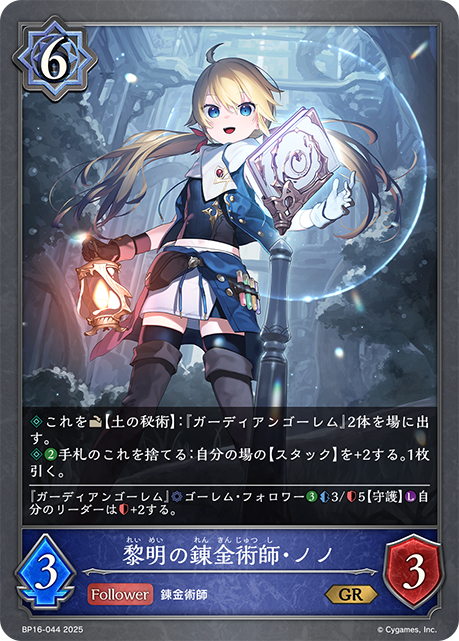 6
これを【土の秘術】：『ガーディアンゴーレム』2体を場に出
す。
2手札のこれを捨てる：自分の場の【スタック】を+2する。1枚
引く。
『ガーディアンゴーレム』ゴーレム・フォロワー3 3/5【守護】L自
分のリーダーは+2する。
れいめい れんきんじゅつし
黎明の錬金術師・ノノ
3
Follower 錬金術師
GR
3
BP16-044 2025
© Cygames, Inc.